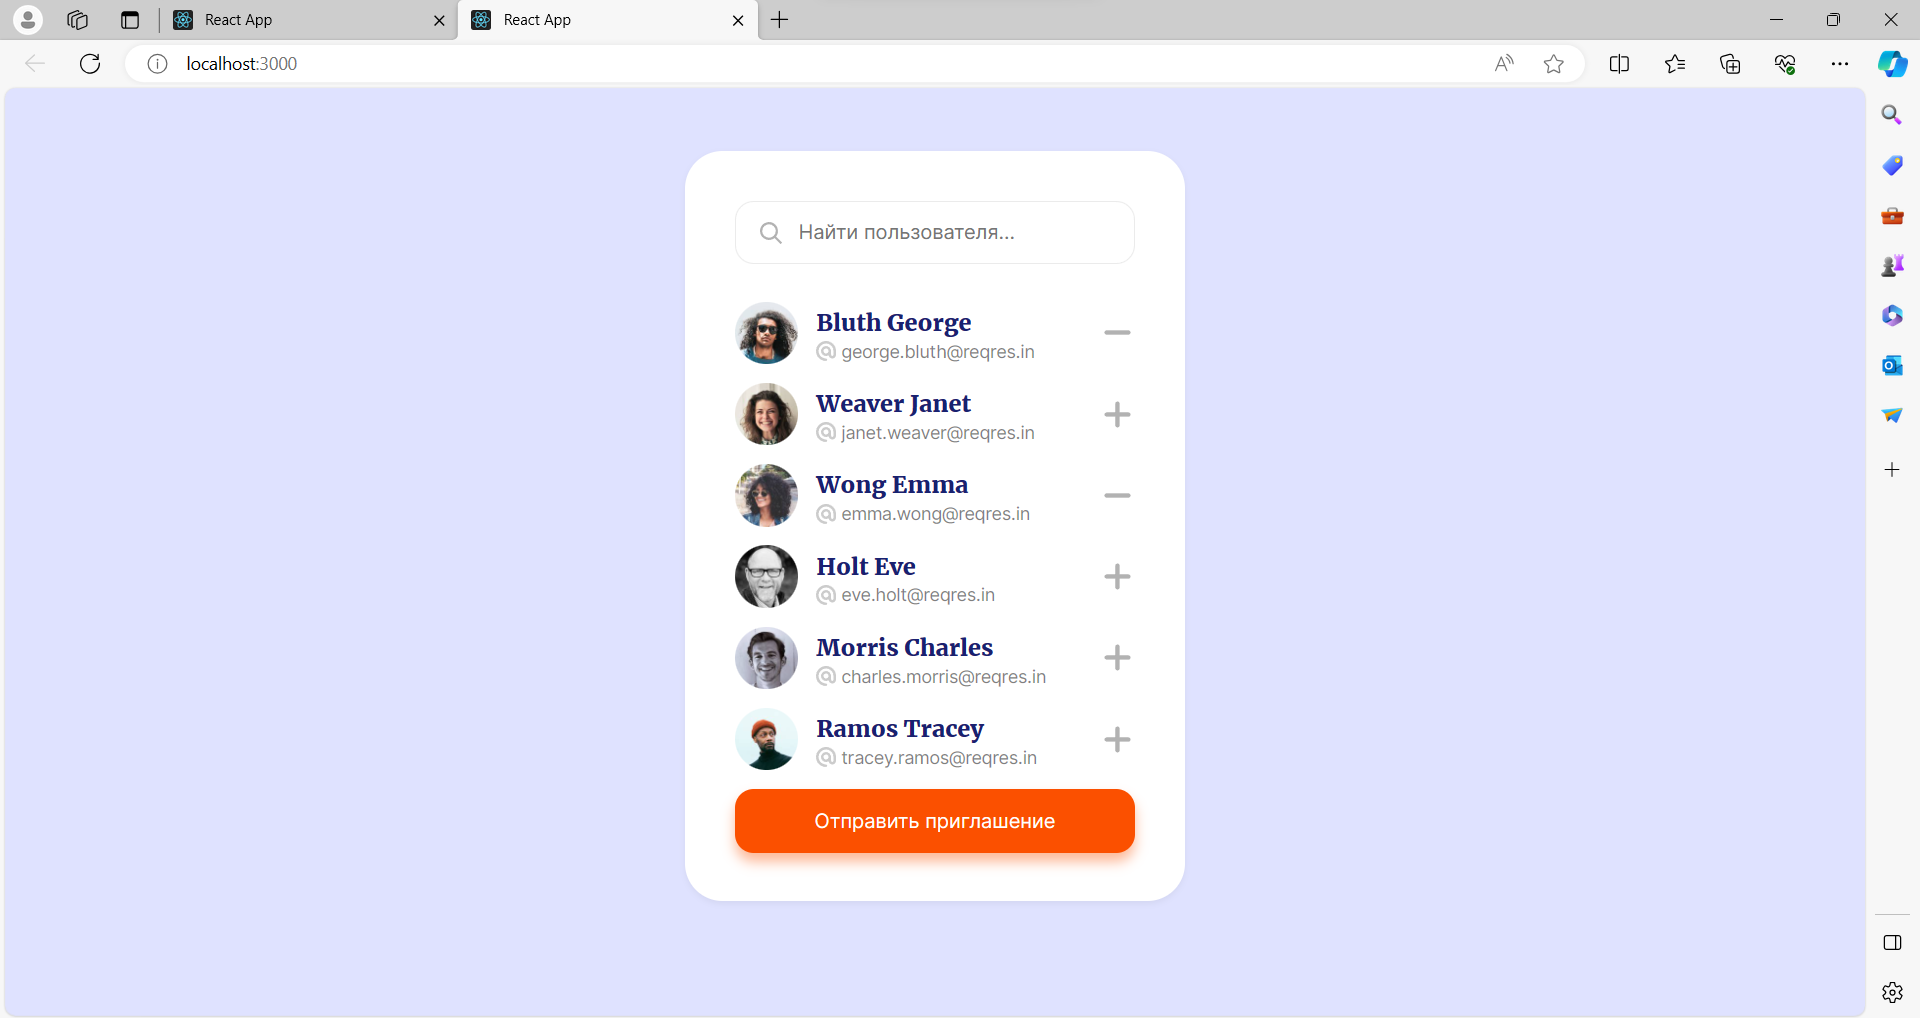 React App
React App
localhost:3000
Найти пользователя...
Bluth George
@ george.bluth@reqres.in
Weaver Janet
@ janet.weaver@reqres.in
Wong Emma
@ emma.wong@reqres.in
Holt Eve
@ eve.holt@reqres.in
Morris Charles
@ charles.morris@reqres.in
Ramos Tracey
@ tracey.ramos@reqres.in
Отправить приглашение